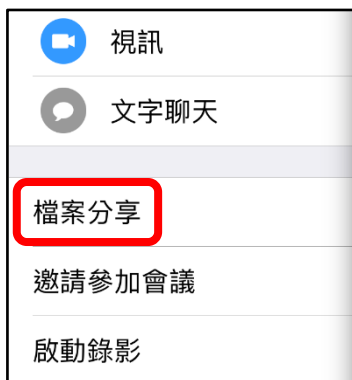 視訊
文字聊天
檔案分享
邀請參加會議
啟動錄影